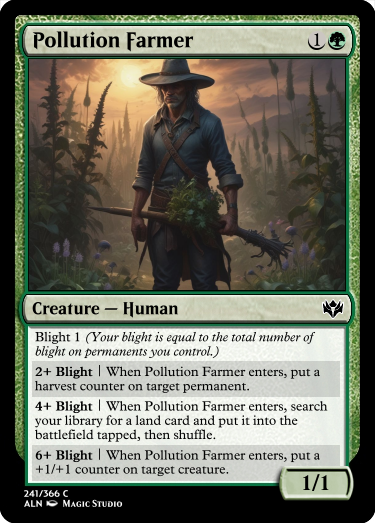 Pollution Farmer 1
Creature — Human
Blight 1 (Your blight is equal to the total number of
blight on permanents you control.)
2+ Blight | When Pollution Farmer enters, put a
harvest counter on target permanent.
4+ Blight | When Pollution Farmer enters, search
your library for a land card and put it into the
battlefield tapped, then shuffle.
6+ Blight | When Pollution Farmer enters, put a
+1/+1 counter on target creature.
1/1
241/366 C
ALN Magic Studio